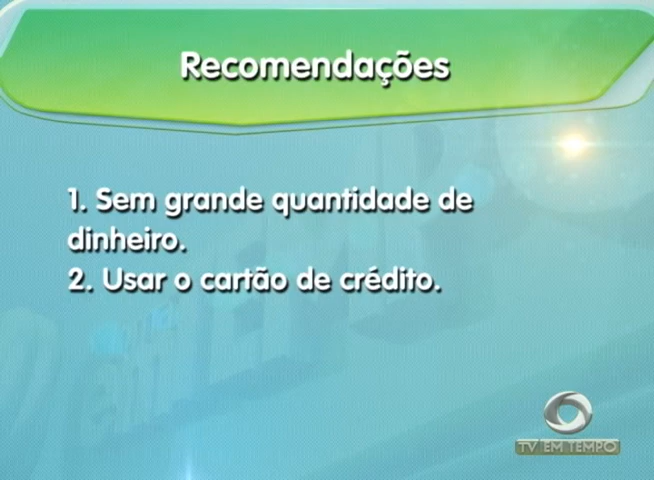 Recomendações
1. Sem grande quantidade de
dinheiro.
2. Usar o cartão de crédito.
TV EM TEMPO